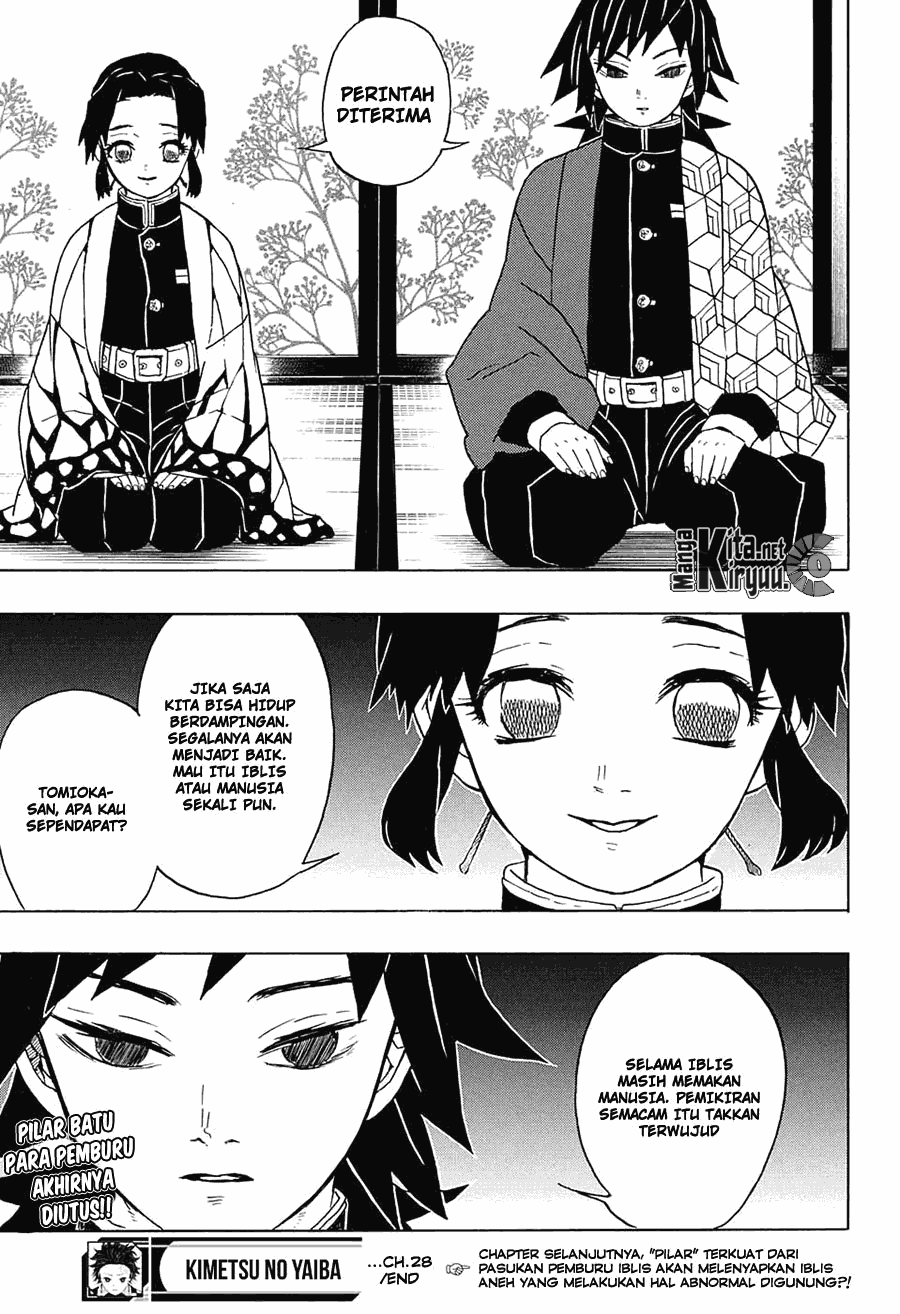 PERINTAH
DITERIMA
Manga
Kita.net
Kiryuu.
JIKA SAJA
KITA BISA HIDUP
BERDAMPINGAN.
SEGALANYA AKAN
MENJADI BAIK.
MAU ITU IBLIS
ATAU MANUSIA
SEKALI PUN.
TOMIOKA-
SAN, APA KAU
SEPENDAPAT?
SELAMA IBLIS
MASIH MEMAKAN
MANUSIA. PEMIKIRAN
SEMACAM ITU TAKKAN
TERWUJUD
PILAR BATU
PARA PEMBURU
AKHIRNYA
DIUTUS!!
KIMETSU NO YAIBA
...CH.28
/END
CHAPTER SELANJUTNYA, "PILAR" TERKUAT DARI
PASUKAN PEMBURU IBLIS AKAN MELENYAPKAN IBLIS
ANEH YANG MELAKUKAN HAL ABNORMAL DIGUNUNG?!